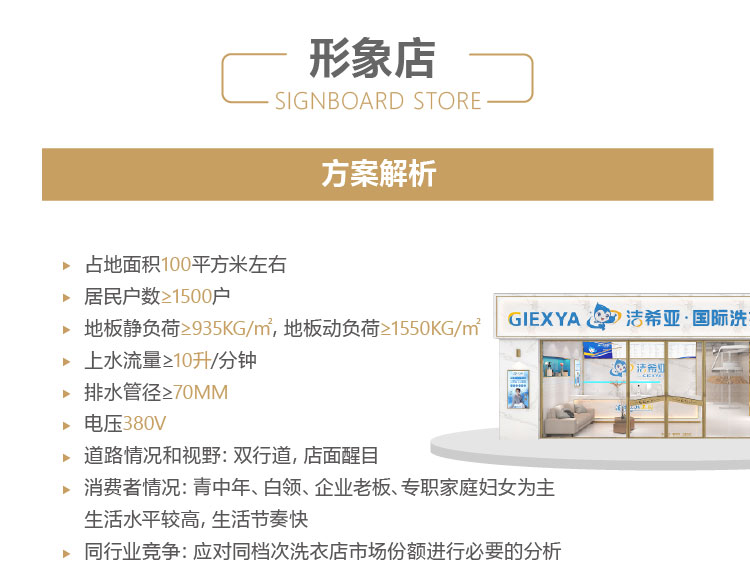 形象店
SIGNBOARD STORE
方案解析
占地面积100平方米左右
居民户数≥1500户
地板静负荷≥935KG/㎡, 地板动负荷≥1550KG/㎡
GIEXYA 洁希亚·国际洗
洁希亚
上水流量≥10升/分钟
排水管径≥70MM
电压380V
道路情况和视野: 双行道, 店面醒目
消费者情况: 青中年、白领、企业老板、专职家庭妇女为主
生活水平较高, 生活节奏快
同行业竞争: 应对同档次洗衣店市场份额进行必要的分析